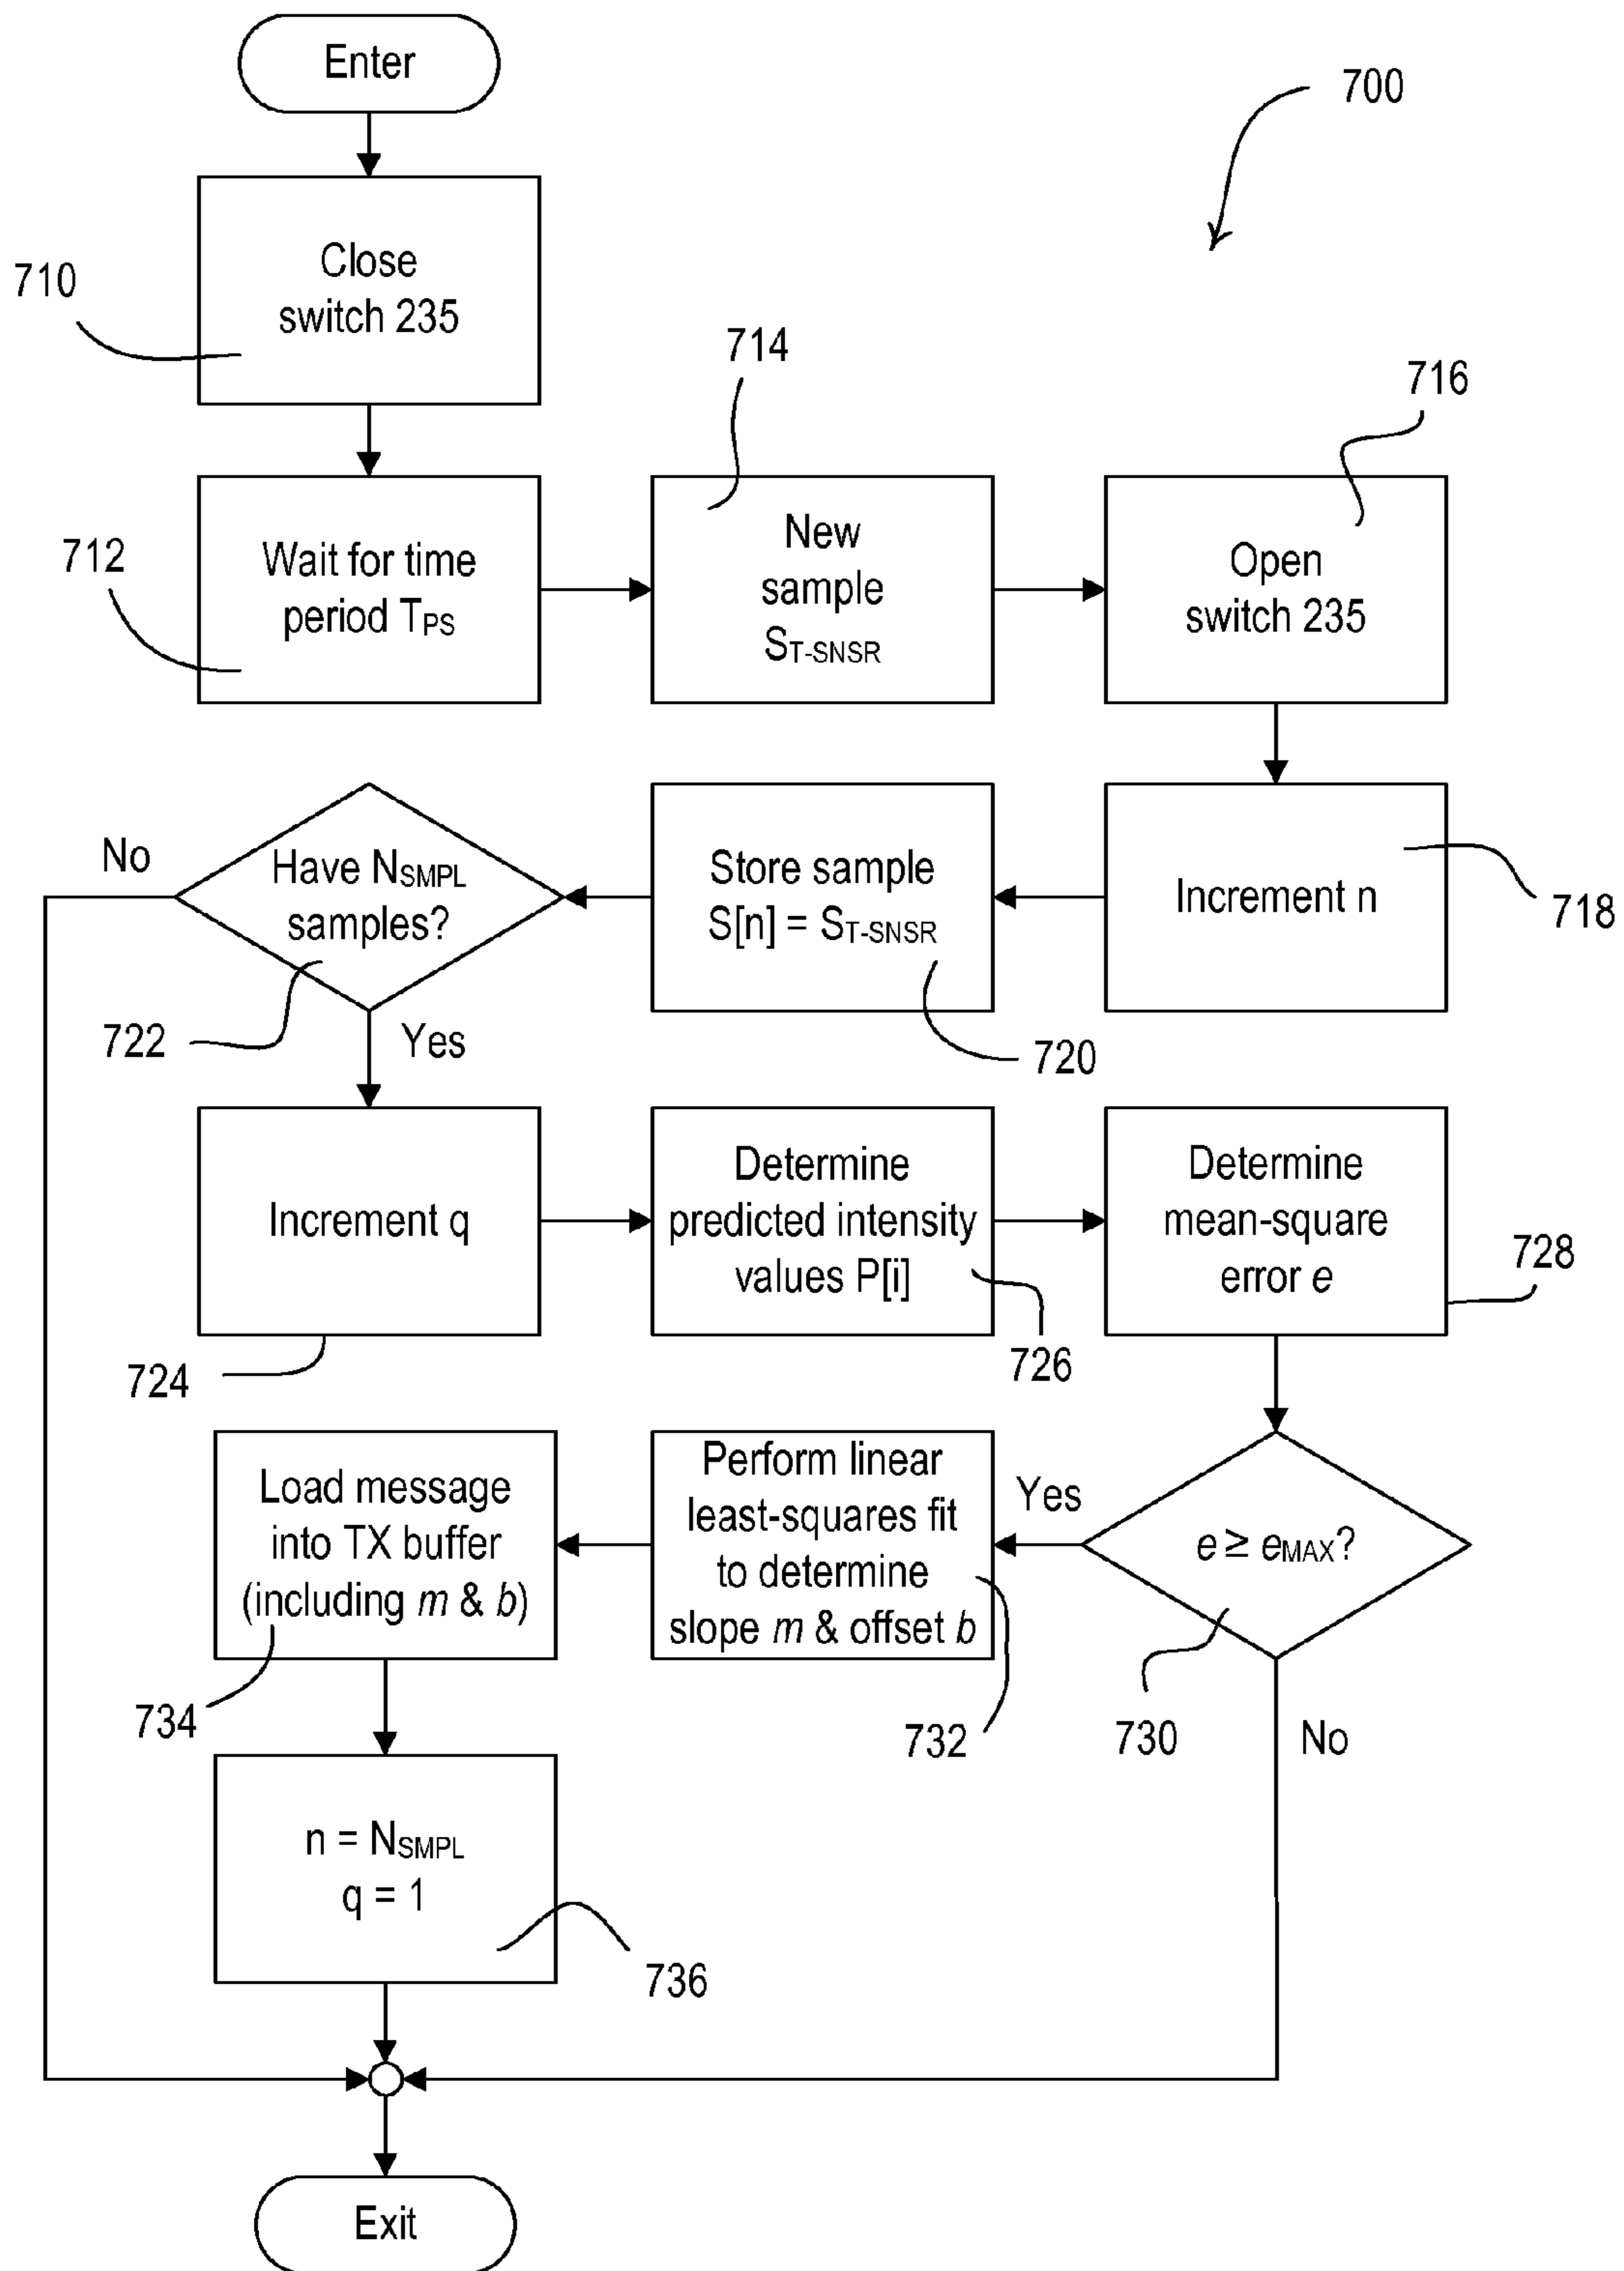 Enter
700
Close
switch 235
710
714
716
Wait for time
period TPS
712
New
sample
ST-SNSR
Open
switch 235
No
Have NSMPL
samples?
Store sample
S[n] = ST-SNSR
Increment n
718
722
Yes
720
Increment q
Determine
predicted intensity
values P[i]
Determine
mean-square
error e
728
724
726
Load message
into TX buffer
(including m & b)
Perform linear
least-squares fit
to determine
slope m & offset b
Yes
e ≥ eMAX?
734
732
730
No
n = NSMPL
q = 1
736
Exit